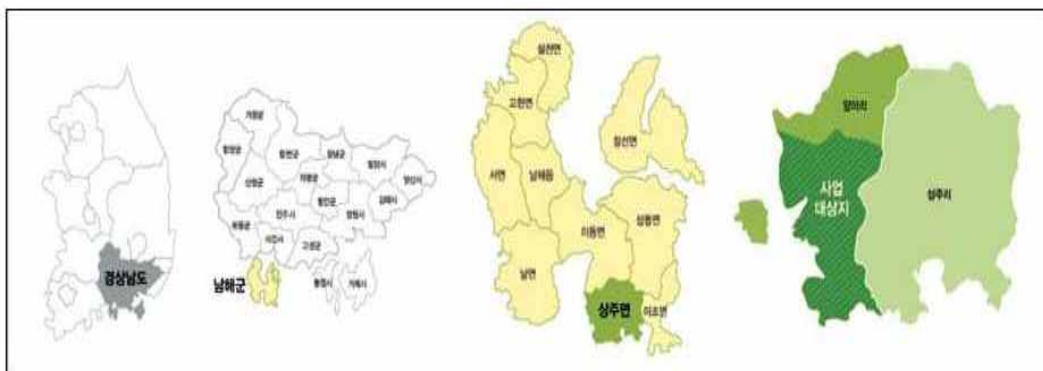 경상남도
거창군
함양군
합천군
창녕군
밀양시
양산시
산청군
의령군
함안군
김해시
진주시
창원시
하동군
사천시
고성군
통영시
거제시
남해군
설천면
고현면
창선면
서면
남해읍
이동면
삼동면
남면
상주면
미조면
양아리
사업
대상지
상주리